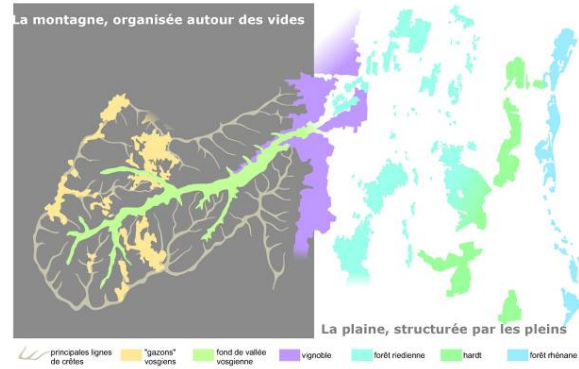 La montagne, organisée autour des vides
La plaine, structurée par les pleins
principales lignes
de crêtes
"gazons"
vosgiens
fond de vallée
vosgienne
vignoble
forêt riedienne
hardt
forêt rhénane